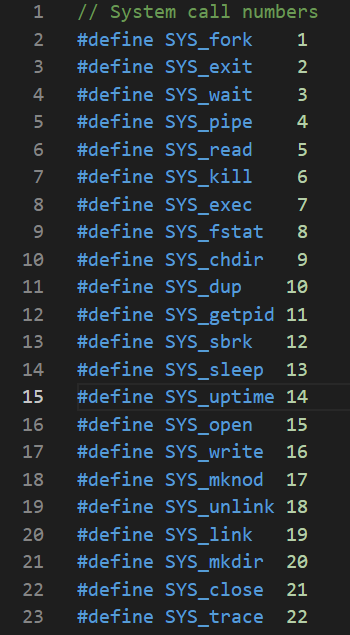 1 // System call numbers
2 #define SYS_fork 1
3 #define SYS_exit 2
4 #define SYS_wait 3
5 #define SYS_pipe 4
6 #define SYS_read 5
7 #define SYS_kill 6
8 #define SYS_exec 7
9 #define SYS_fstat 8
10 #define SYS_chdir 9
11 #define SYS_dup 10
12 #define SYS_getpid 11
13 #define SYS_sbrk 12
14 #define SYS_sleep 13
15 #define SYS_uptime 14
16 #define SYS_open 15
17 #define SYS_write 16
18 #define SYS_mknod 17
19 #define SYS_unlink 18
20 #define SYS_link 19
21 #define SYS_mkdir 20
22 #define SYS_close 21
23 #define SYS_trace 22